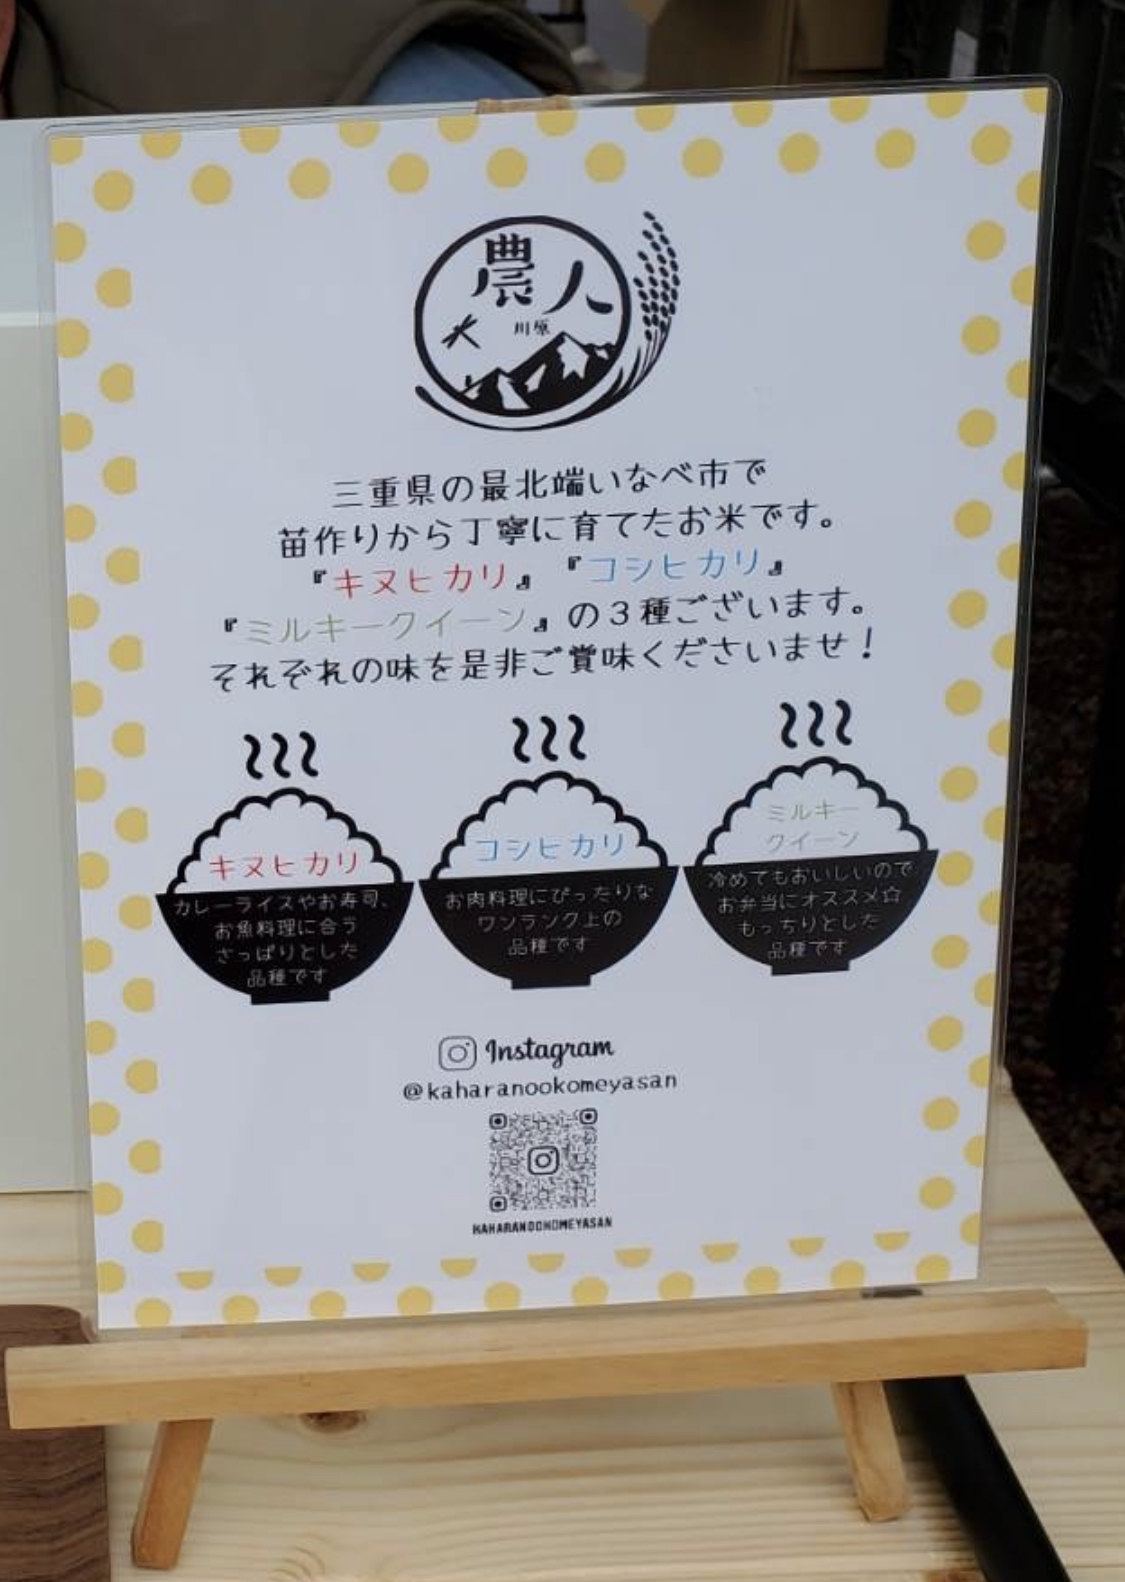 農人
川原
三重県の最北端いなべ市で
苗作りから丁寧に育てたお米です。
『キヌヒカリ』『コシヒカリ』
『ミルキークイーン』の3種ございます。
それぞれの味を是非ご賞味くださいませ！
キヌヒカリ
カレーライスやお寿司、
お魚料理に合う
さっぱりとした
品種です
コシヒカリ
お肉料理にぴったりな
ワンランク上の
品種です
ミルキー
クイーン
冷めてもおいしいので、
お弁当にオススメ☆
もっちりとした
品種です
Instagram
@kaharanookomeyasan
KAHARANOOKOMEYASAN